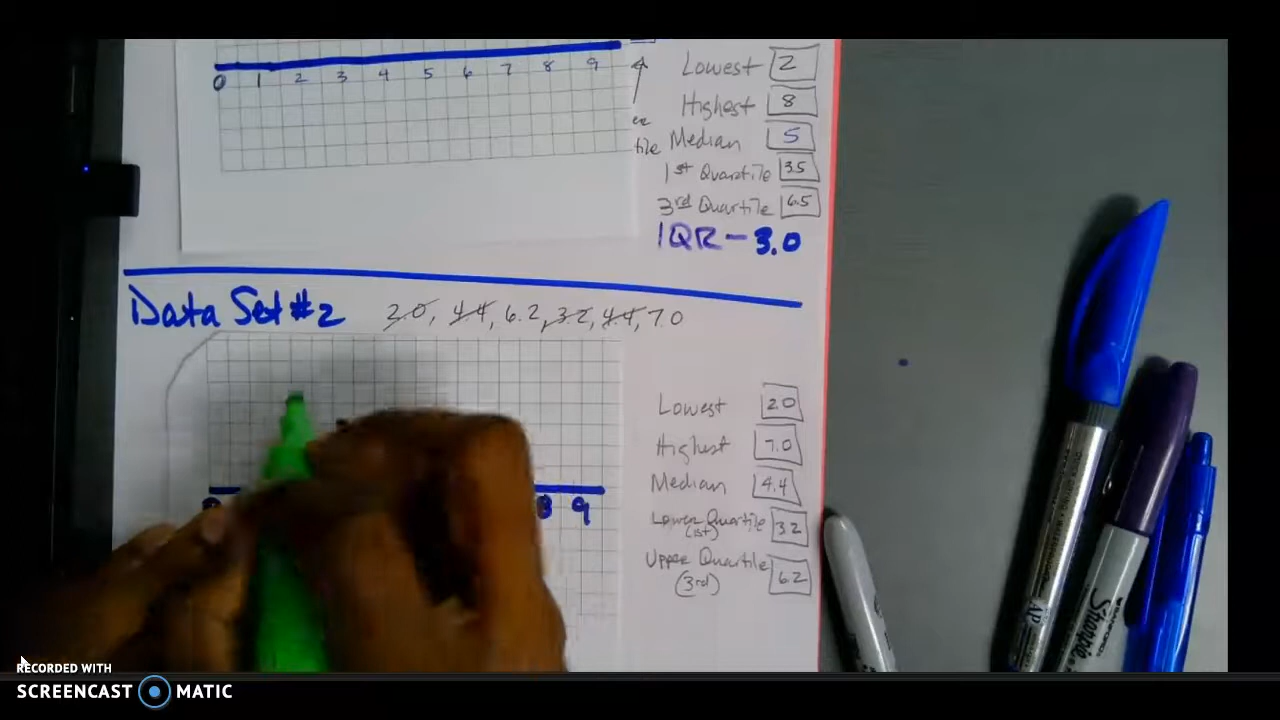 0 1 2 3 4 5 6 7 8 9
Lowest 2
Highest 8
Median 5
1st Quartile 3.5
3rd Quartile 6.5
IQR - 3.0
Data Set #2 2.0, 4.4, 6.2, 3.2, 4.4, 7.0
8 9
Lowest 2.0
Highest 7.0
Median 4.4
Lower Quartile 3.2
(1st)
Upper Quartile 6.2
(3rd)
Sharpie
AP
RECORDED WITH
SCREENCAST MATIC